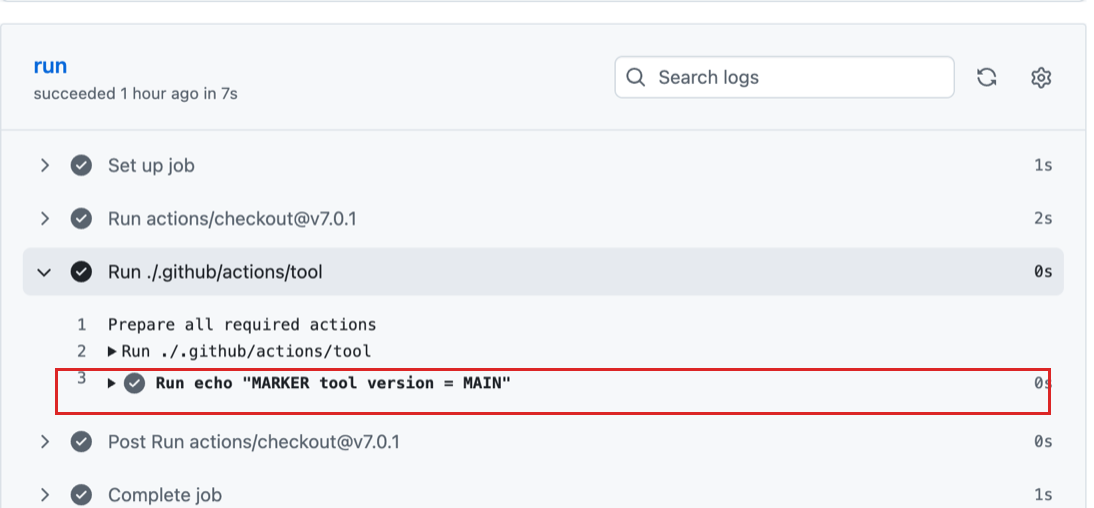 run
succeeded 1 hour ago in 7s
Search logs
Set up job 1s
Run actions/checkout@v7.0.1 2s
Run ./.github/actions/tool 0s
1 Prepare all required actions
2 Run ./.github/actions/tool
3 Run echo "MARKER tool version = MAIN" 0s
Post Run actions/checkout@v7.0.1 0s
Complete job 1s